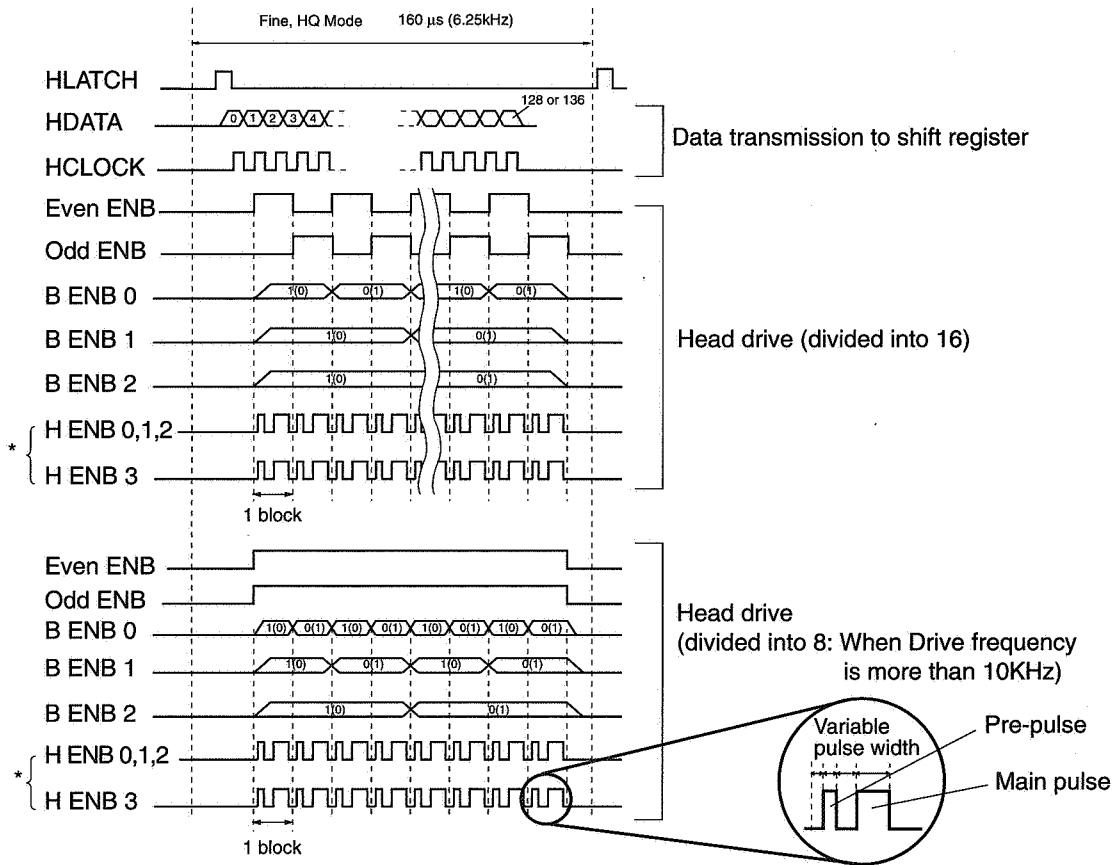 Fine, HQ Mode 160 μs (6.25kHz)
HLATCH
HDATA 0 1 2 3 4 128 or 136
HCLOCK
Data transmission to shift register
Even ENB
Odd ENB
B ENB 0 1(0) 0(1) 1(0) 0(1)
B ENB 1 1(0) 0(1)
B ENB 2 1(0) 0(1)
Head drive (divided into 16)
* H ENB 0,1,2
H ENB 3
1 block
Even ENB
Odd ENB
B ENB 0 1(0) 0(1) 1(0) 0(1) 1(0) 0(1) 1(0) 0(1)
B ENB 1 1(0) 0(1) 1(0) 0(1)
B ENB 2 1(0) 0(1)
Head drive
(divided into 8: When Drive frequency
is more than 10KHz)
* H ENB 0,1,2
H ENB 3
1 block
Variable
pulse width
Pre-pulse
Main pulse